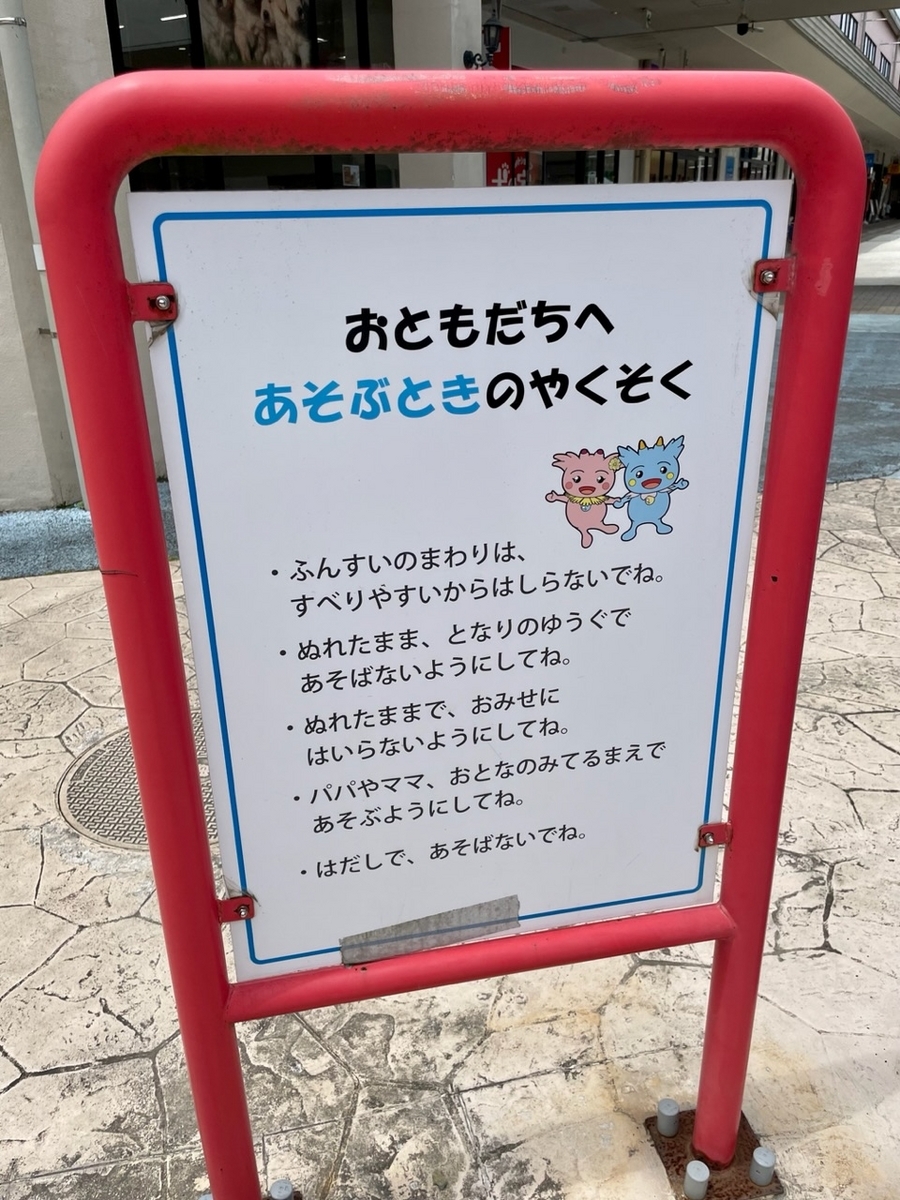 おともだちへ
あそぶときのやくそく
・ふんすいのまわりは、
すべりやすいからはしらないでね。
・ぬれたまま、となりのゆうぐで
あそばないようにしてね。
・ぬれたままで、おみせに
はいらないようにしてね。
・パパやママ、おとなのみてるまえで
あそぶようにしてね。
・はだしで、あそばないでね。